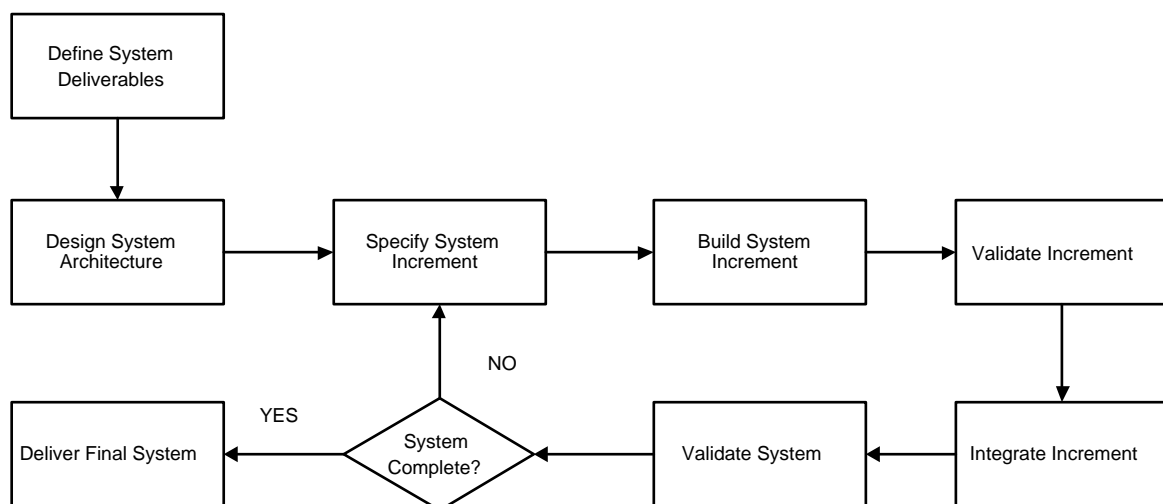 Define System
Deliverables
Design System
Architecture
Specify System
Increment
Build System
Increment
Validate Increment
NO
YES
Deliver Final System
System
Complete?
Validate System
Integrate Increment